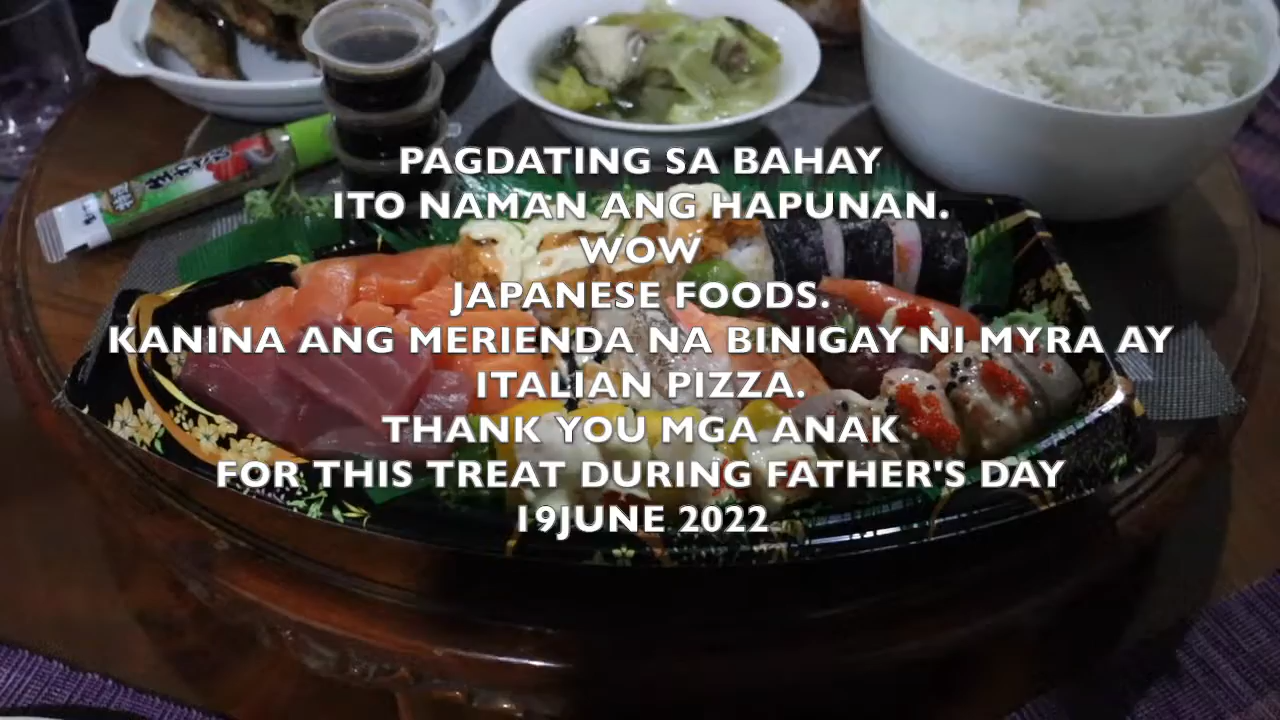 PAGDATING SA BAHAY
ITO NAMAN ANG HAPUNAN.
WOW
JAPANESE FOODS.
KANINA ANG MERIENDA NA BINIGAY NI MYRA AY
ITALIAN PIZZA.
THANK YOU MGA ANAK
FOR THIS TREAT DURING FATHER'S DAY
19JUNE 2022